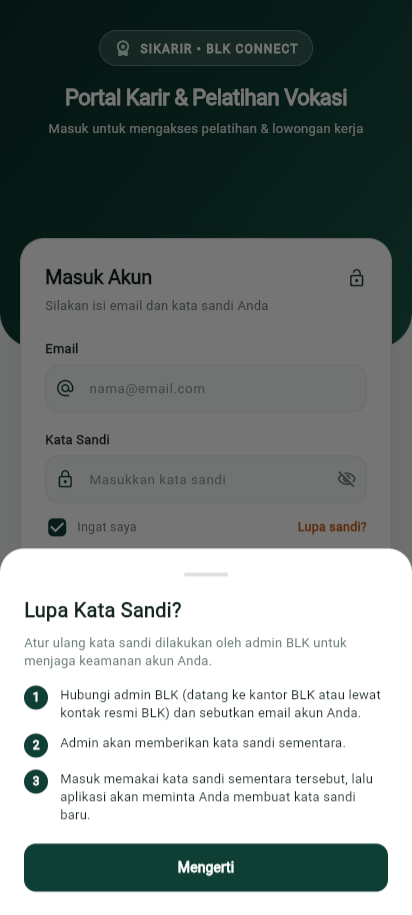 SIKARIR • BLK CONNECT
Portal Karir & Pelatihan Vokasi
Masuk untuk mengakses pelatihan & lowongan kerja
Masuk Akun
Silakan isi email dan kata sandi Anda
Email
nama@email.com
Kata Sandi
Masukkan kata sandi
Ingat saya
Lupa sandi?
Lupa Kata Sandi?
Atur ulang kata sandi dilakukan oleh admin BLK untuk
menjaga keamanan akun Anda.
1 Hubungi admin BLK (datang ke kantor BLK atau lewat
kontak resmi BLK) dan sebutkan email akun Anda.
2 Admin akan memberikan kata sandi sementara.
3 Masuk memakai kata sandi sementara tersebut, lalu
aplikasi akan meminta Anda membuat kata sandi
baru.
Mengerti